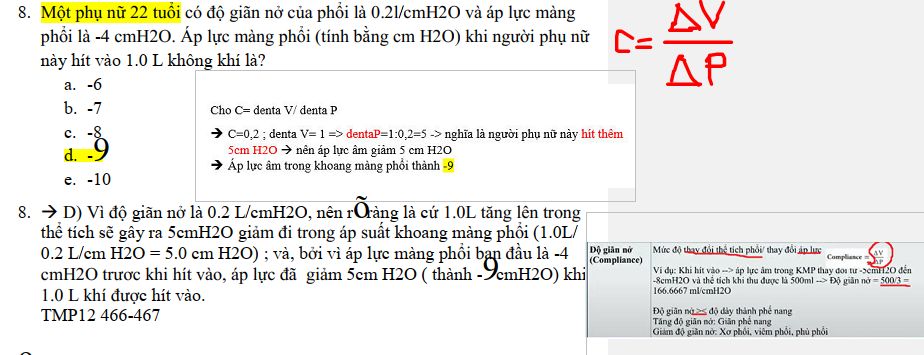 8. Một phụ nữ 22 tuổi có độ giãn nở của phổi là 0.2l/cmH2O và áp lực màng
phổi là -4 cmH2O. Áp lực màng phổi (tính bằng cm H2O) khi người phụ nữ
này hít vào 1.0 L không khí là?
a. -6
b. -7
c. -8
d. -9
e. -10
C= ΔV
ΔP
Cho C= denta V/ denta P
➔ C=0,2 ; denta V= 1 => dentaP=1:0,2=5 -> nghĩa là người phụ nữ này hít thêm
5cm H2O ➔ nên áp lực âm giảm 5 cm H2O
➔ Áp lực âm trong khoang màng phổi thành -9
8. → D) Vì độ giãn nở là 0.2 L/cmH2O, nên rõ ràng là cứ 1.0L tăng lên trong
thể tích sẽ gây ra 5cmH2O giảm đi trong áp suất khoang màng phổi (1.0L/
0.2 L/cm H2O = 5.0 cm H2O) ; và, bởi vì áp lực màng phổi ban đầu là -4
cmH2O trươc khi hít vào, áp lực đã giảm 5cm H2O ( thành -9cmH2O) khi
1.0 L khí được hít vào.
TMP12 466-467
Độ giãn nở
(Compliance)
Mức độ thay đổi thể tích phổi/ thay đổi áp lực
Compliance = ΔV
ΔP
Ví dụ: Khi hít vào --> áp lực âm trong KMP thay đổi từ -5cmH2O đến
-8cmH2O và thể tích khí thu được là 500ml --> Độ giãn nở = 500/3 =
166.6667 ml/cmH2O
Độ giãn nở >< độ dày thành phế nang
Tăng độ giãn nở: Giãn phế nang
Giảm độ giãn nở: Xơ phổi, viêm phổi, phù phổi